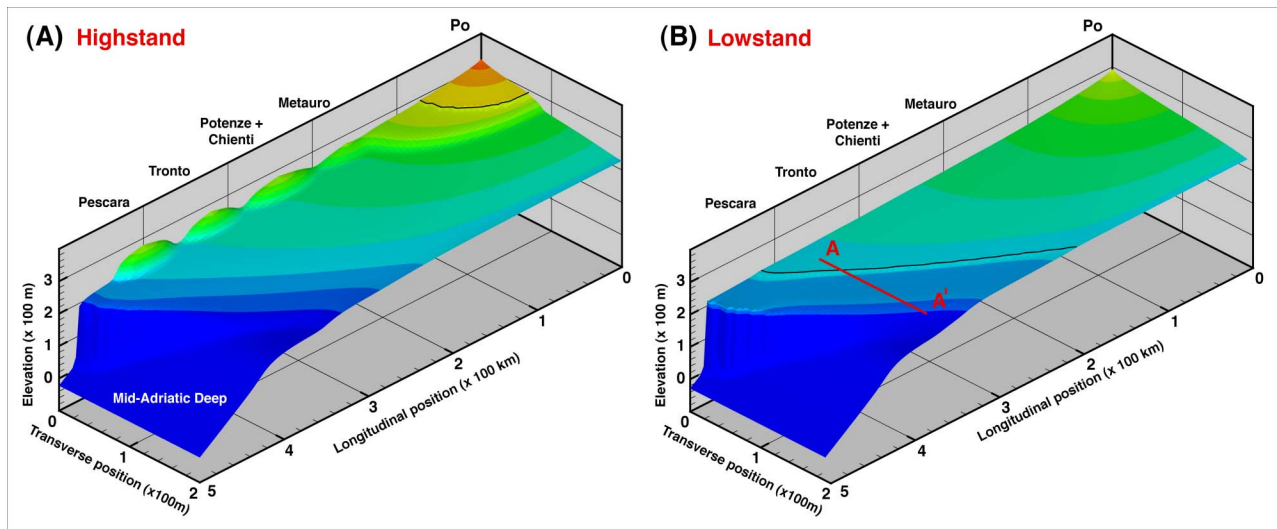 (A) Highstand
Po
Metauro
Potenze +
Chienti
Tronto
Pescara
3
2
1
0
Elevation (x 100 m)
Mid-Adriatic Deep
0
1
2
Transverse position (x100m)
5
4
3
2
1
0
Longitudinal position (x 100 km)
(B) Lowstand
Po
Metauro
Potenze +
Chienti
Tronto
Pescara
A
A'
3
2
1
0
Elevation (x 100 m)
0
1
2
Transverse position (x100m)
5
4
3
2
1
0
Longitudinal position (x 100 km)